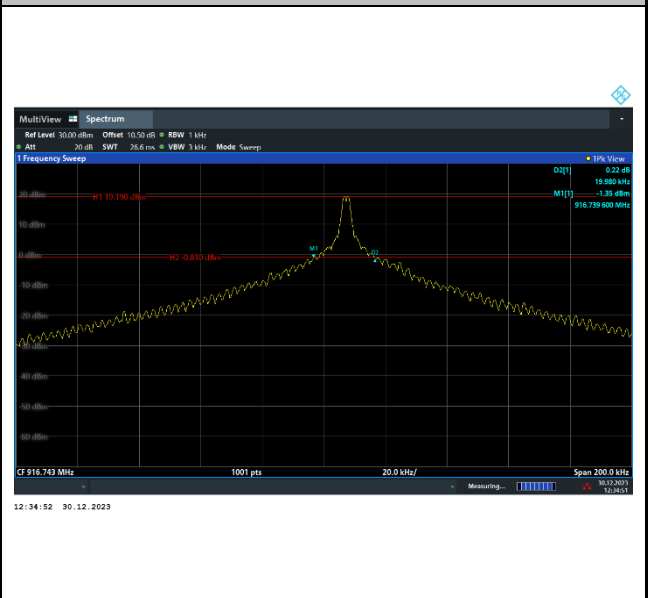 MultiView Spectrum
Ref Level 30.00 dBm Offset 10.50 dB RBW 1 kHz
Att 20 dB SWT 26.6 ms VBW 3 kHz Mode Sweep
1 Frequency Sweep 1Pk View
D2[1] 0.22 dB
19.980 kHz
M1[1] -1.35 dBm
916.739 600 MHz
20 dBm
H1 19.190 dBm
10 dBm
M1
D2
0 dBm
H2 -0.810 dBm
-10 dBm
-20 dBm
-30 dBm
-40 dBm
-50 dBm
-60 dBm
CF 916.743 MHz 1001 pts 20.0 kHz/ Span 200.0 kHz
Measuring... 30.12.2023
12:34:51
12:34:52 30.12.2023